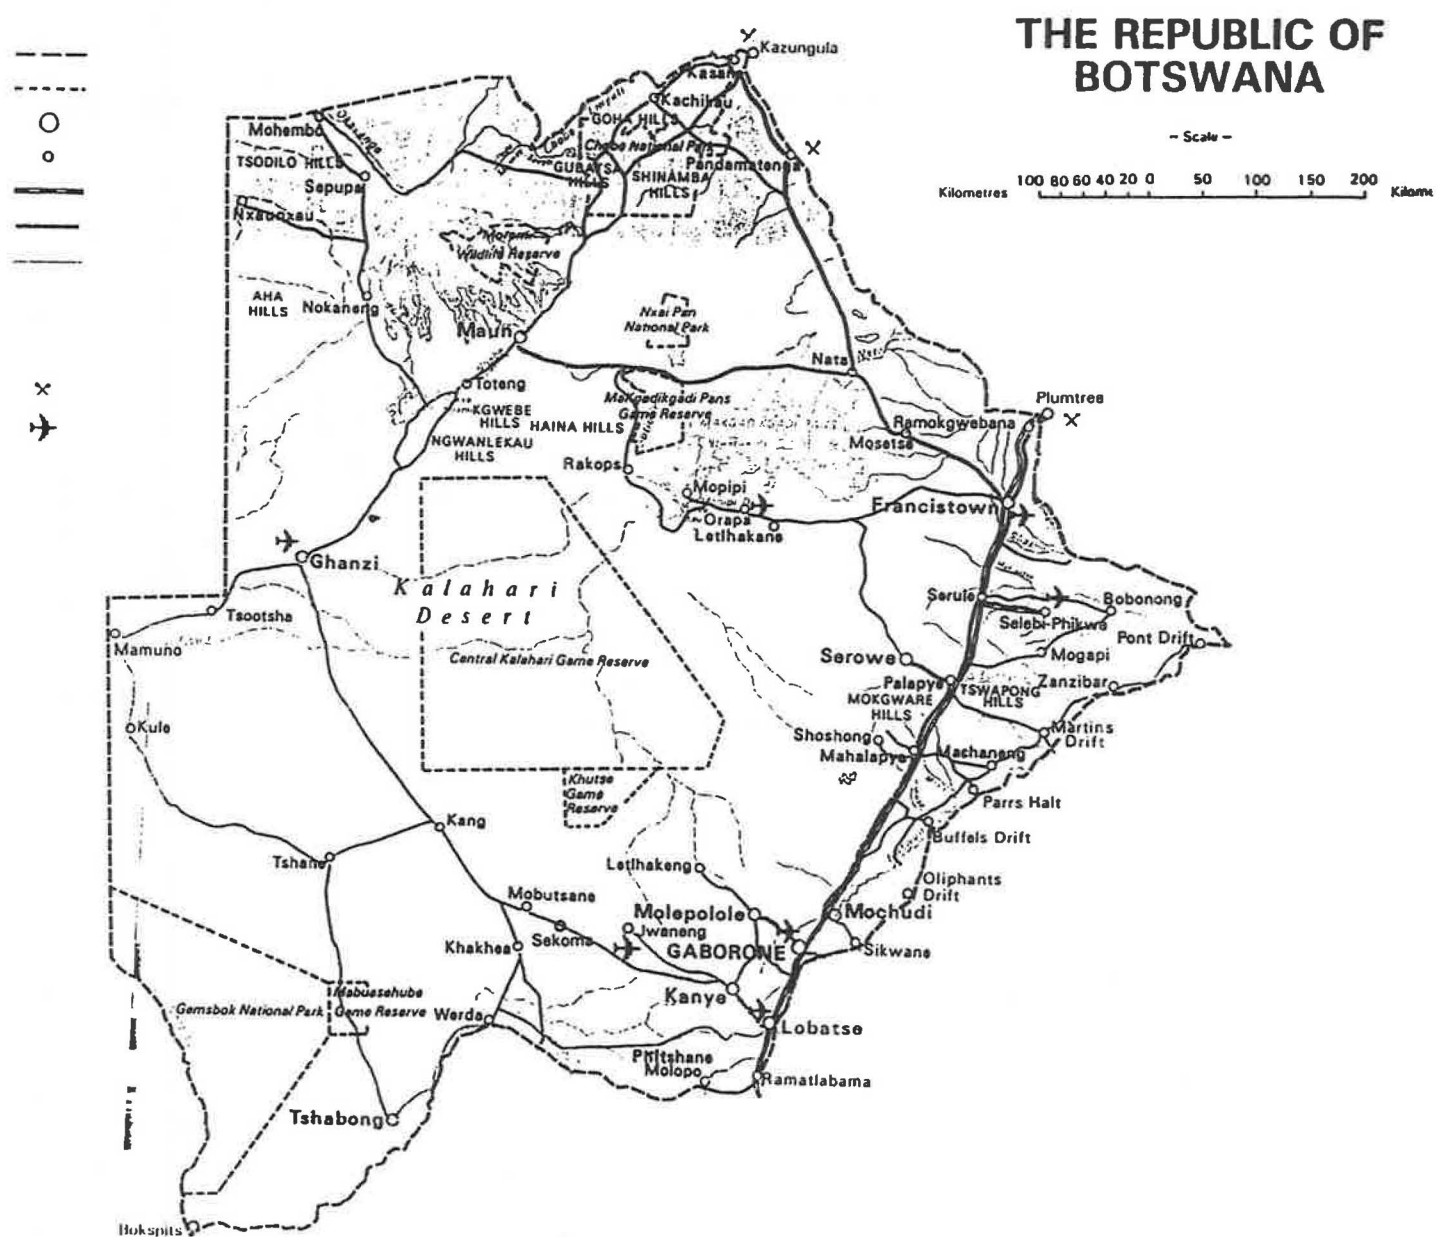 THE REPUBLIC OF
BOTSWANA
~ Scale ~
Kilometres 100 80 60 40 20 0 50 100 150 200 Kilome
Kazungula
Kasan
Kachikau
GOHA HILLS
Chobe National Park
Pandamatenga
GUBATSA
HILLS
SHINAMBA
HILLS
Mohembo
Okavango
TSODILO HILLS
Sepupa
Nxaunxau
Moremi
Wildlife Reserve
AHA
HILLS
Nokaneng
Nxai Pan
National Park
Maun
Nata
Toteng
KGWEBE
HILLS
HAINA HILLS
NGWANLEKAU
HILLS
Makgadikgadi Pans
Game Reserve
Plumtree
Ramokgwebana
Mosetse
Rakops
Mopipi
Orapa
Letlhakane
Francistown
Ghanzi
Kalahari
Desert
Tsootsha
Mamuno
Central Kalahari Game Reserve
Serule
Bobonong
Selebi-Phikwe
Pont Drift
Mogapi
Serowe
Palapye
TSWAPONG
HILLS
Zanzibar
MOKGWARE
HILLS
Kule
Shoshong
Mahalapye
Machaneng
Martins
Drift
Khutse
Game
Reserve
Parrs Halt
Kang
Buffels Drift
Tshane
Letlhakeng
Oliphants
Drift
Mobutsane
Molepolole
Mochudi
Jwaneng
Khakhea
Sekoma
GABORONE
Sikwane
Kanye
Mabuasehube
Game Reserve
Gemsbok National Park
Werda
Lobatse
Phitshane
Molopo
Ramatlabama
Tshabong
Bokspits